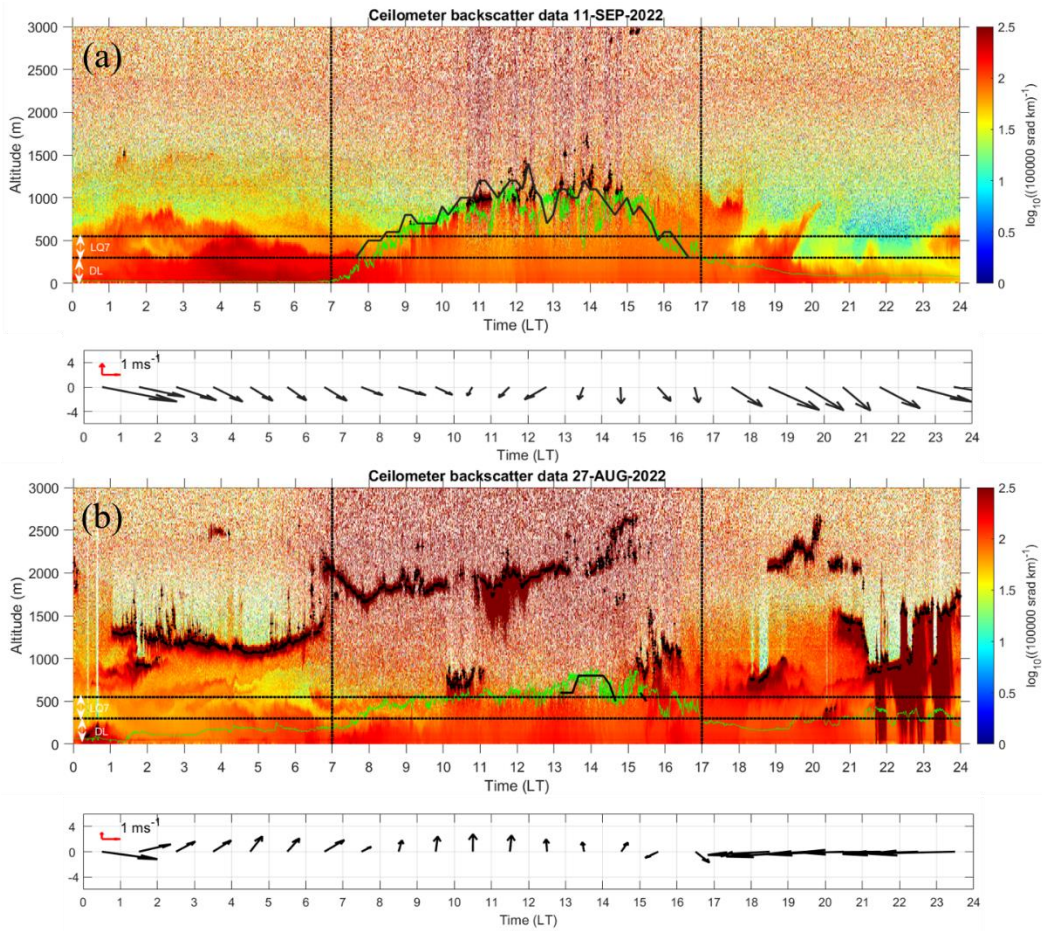 Ceilometer backscatter data 11-SEP-2022
(a)
Altitude (m)
3000
2500
2000
1500
1000
500
0
LQ7
DL
0 1 2 3 4 5 6 7 8 9 10 11 12 13 14 15 16 17 18 19 20 21 22 23 24
Time (LT)
2.5
2
1.5
1
0.5
0
log10((100000 srad km)-1)
1 ms-1
4
0
-4
0 1 2 3 4 5 6 7 8 9 10 11 12 13 14 15 16 17 18 19 20 21 22 23 24
Time (LT)
Ceilometer backscatter data 27-AUG-2022
(b)
Altitude (m)
3000
2500
2000
1500
1000
500
0
LQ7
DL
0 1 2 3 4 5 6 7 8 9 10 11 12 13 14 15 16 17 18 19 20 21 22 23 24
Time (LT)
2.5
2
1.5
1
0.5
0
log10((100000 srad km)-1)
1 ms-1
4
0
-4
0 1 2 3 4 5 6 7 8 9 10 11 12 13 14 15 16 17 18 19 20 21 22 23 24
Time (LT)